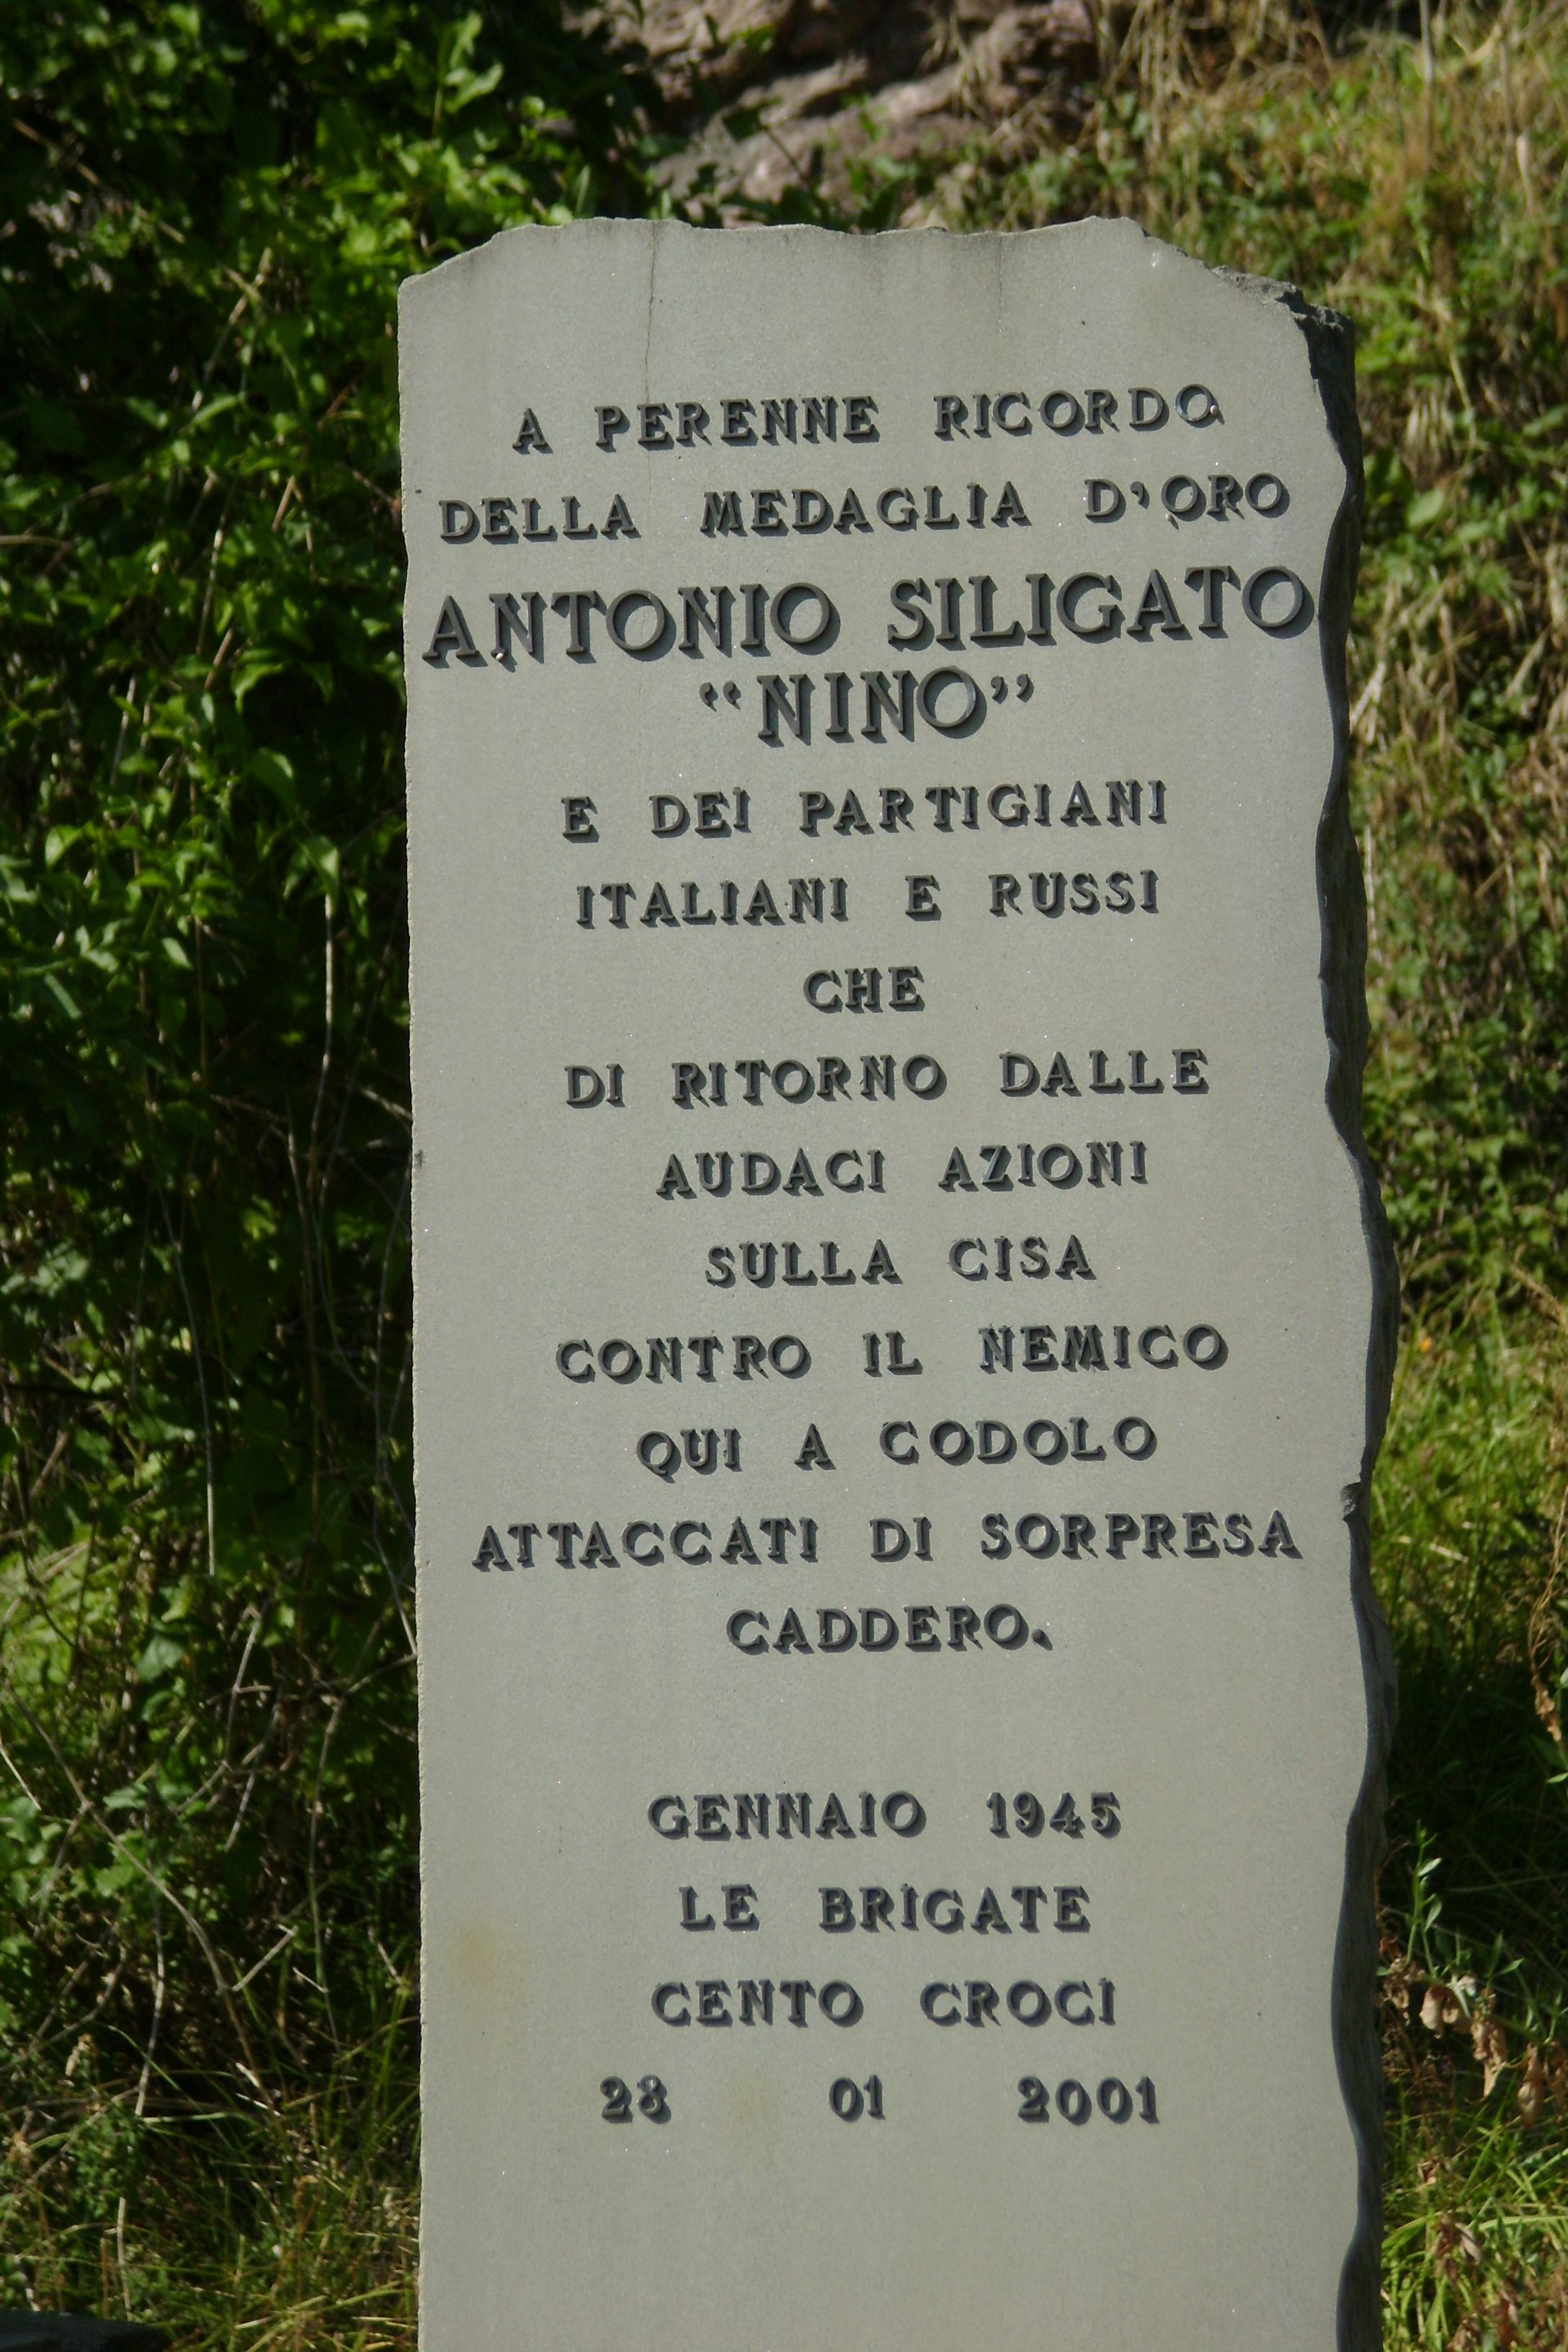 A PERENNE RICORDO
DELLA MEDAGLIA D'ORO
ANTONIO SILIGATO
“NINO”
E DEI PARTIGIANI
ITALIANI E RUSSI
CHE
DI RITORNO DALLE
AUDACI AZIONI
SULLA CISA
CONTRO IL NEMICO
QUI A CODOLO
ATTACCATI DI SORPRESA
CADDERO.
GENNAIO 1945
LE BRIGATE
CENTO CROCI
28 01 2001